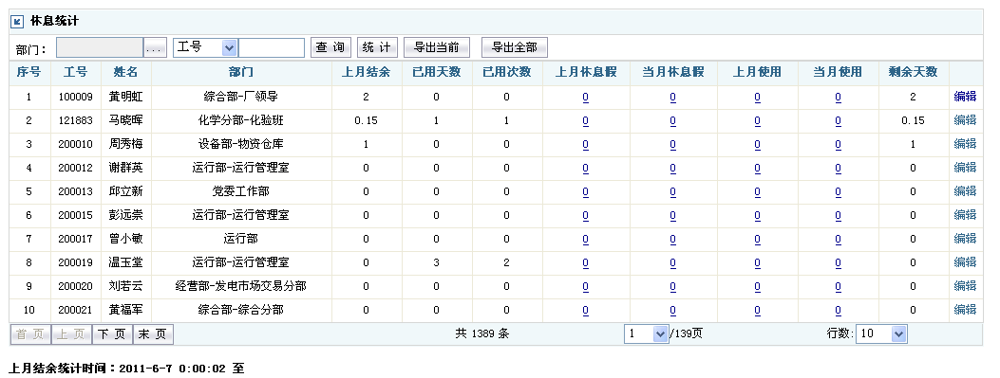 休息统计
部门： ... 工号 查 询 统 计 导出当前 导出全部
序号 工号 姓名 部门 上月结余 已用天数 已用次数 上月休息假 当月休息假 上月使用 当月使用 剩余天数
1 100009 黄明虹 综合部-厂领导 2 0 0 0 0 0 0 2 编辑
2 121883 马晓晖 化学分部-化验班 0.15 1 1 0 0 0 0 0.15 编辑
3 200010 周秀梅 设备部-物资仓库 1 0 0 0 0 0 0 1 编辑
4 200012 谢群英 运行部-运行管理室 0 0 0 0 0 0 0 0 编辑
5 200013 邱立新 党委工作部 0 0 0 0 0 0 0 0 编辑
6 200015 彭远崇 运行部-运行管理室 0 0 0 0 0 0 0 0 编辑
7 200017 曾小敏 运行部 0 0 0 0 0 0 0 0 编辑
8 200019 温玉堂 运行部-运行管理室 0 3 2 0 0 0 0 0 编辑
9 200020 刘若云 经营部-发电市场交易分部 0 0 0 0 0 0 0 0 编辑
10 200021 黄福军 综合部-综合分部 0 0 0 0 0 0 0 0 编辑
首 页 上 页 下 页 末 页 共 1389 条 1 /139页 行数: 10
上月结余统计时间：2011-6-7 0:00:02 至